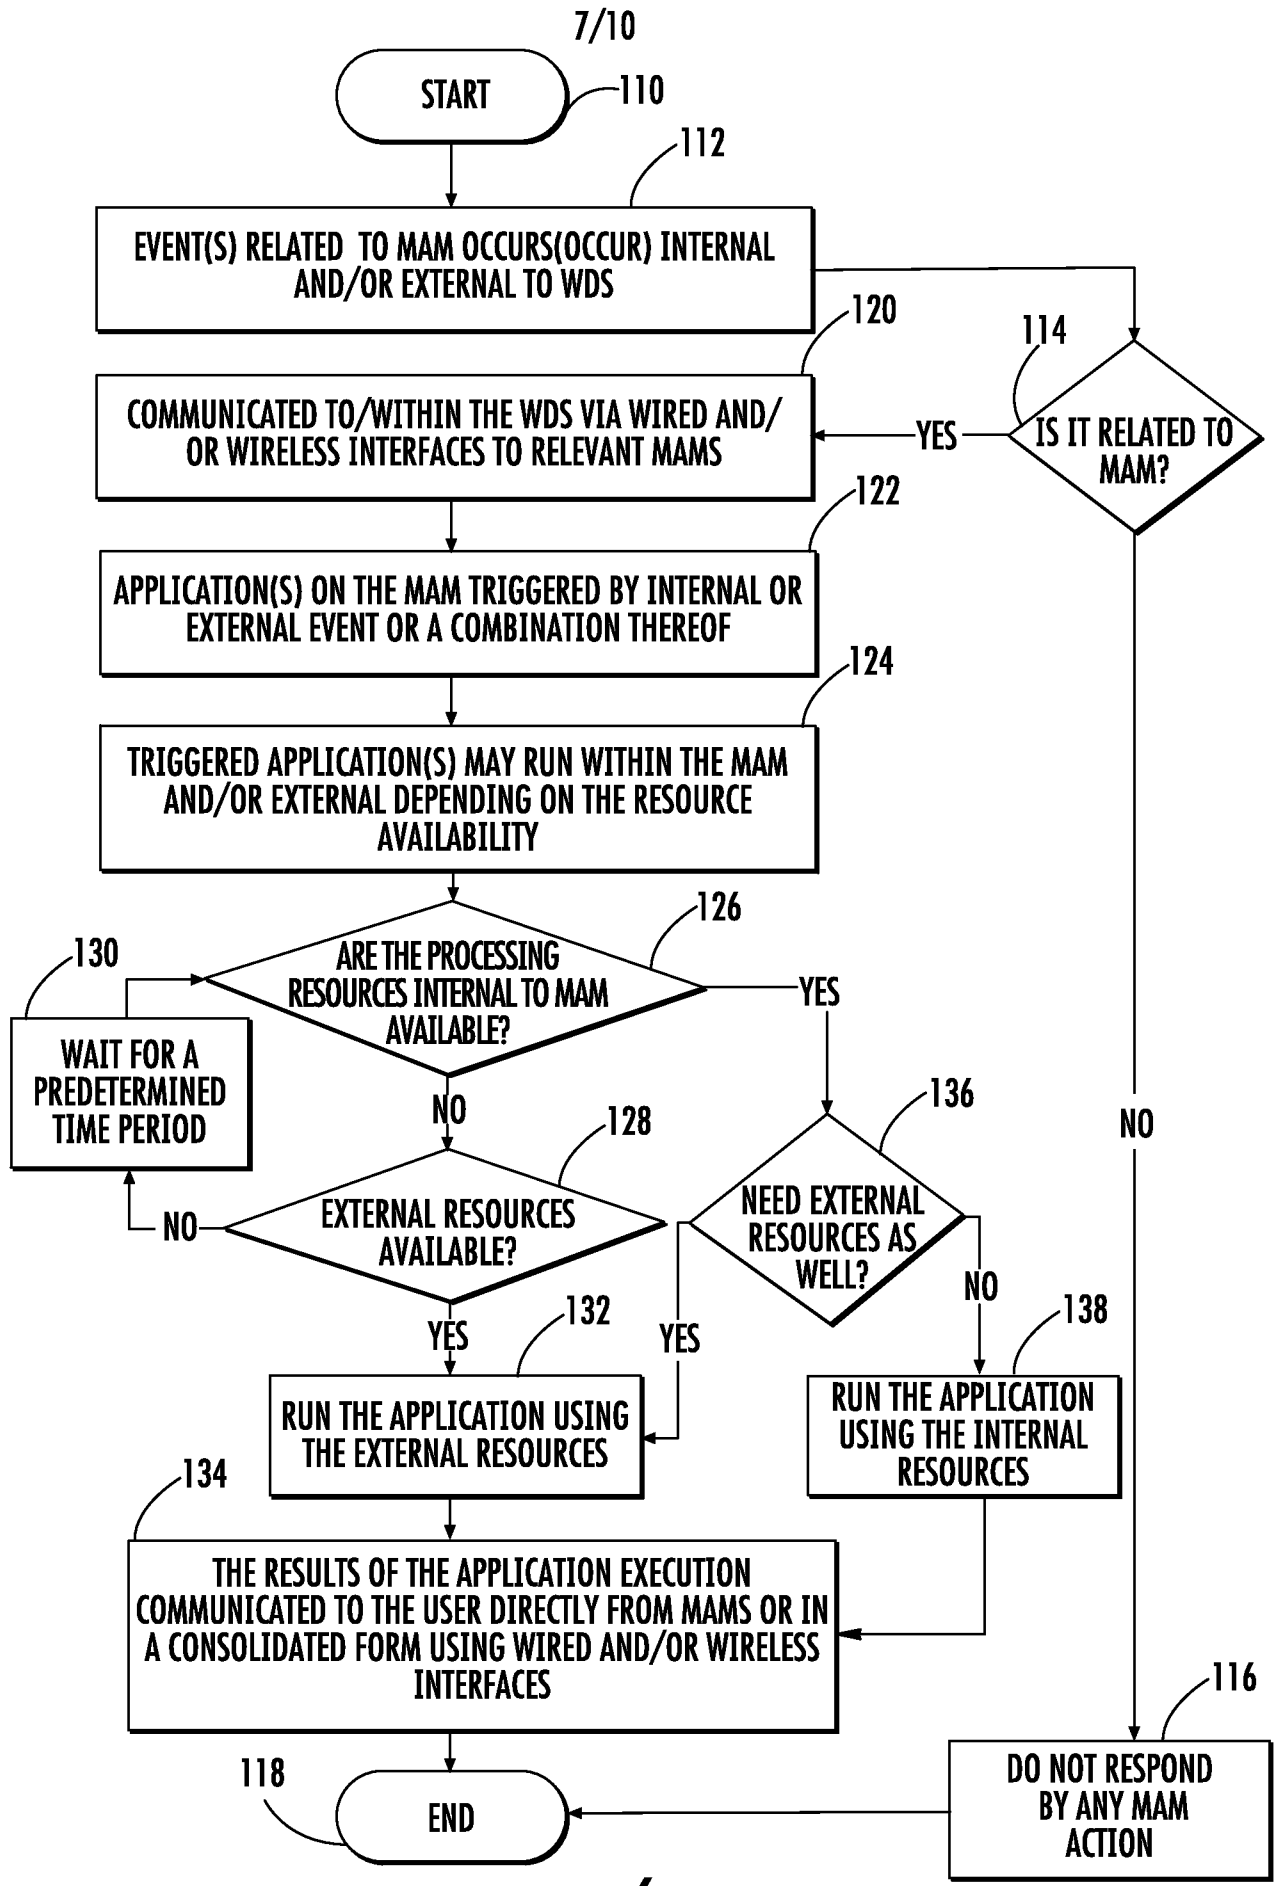 7/10
START
110
112
EVENT(S) RELATED TO MAM OCCURS(OCCUR) INTERNAL
AND/OR EXTERNAL TO WDS
120
114
COMMUNICATED TO/WITHIN THE WDS VIA WIRED AND/
OR WIRELESS INTERFACES TO RELEVANT MAMS
YES
IS IT RELATED TO
MAM?
122
APPLICATION(S) ON THE MAM TRIGGERED BY INTERNAL OR
EXTERNAL EVENT OR A COMBINATION THEREOF
124
TRIGGERED APPLICATION(S) MAY RUN WITHIN THE MAM
AND/OR EXTERNAL DEPENDING ON THE RESOURCE
AVAILABILITY
126
130
ARE THE PROCESSING
RESOURCES INTERNAL TO MAM
AVAILABLE?
YES
WAIT FOR A
PREDETERMINED
TIME PERIOD
NO
128
136
NO
EXTERNAL RESOURCES
AVAILABLE?
NO
NEED EXTERNAL
RESOURCES AS
WELL?
NO
132
YES
YES
138
RUN THE APPLICATION USING
THE EXTERNAL RESOURCES
RUN THE APPLICATION
USING THE INTERNAL
RESOURCES
134
THE RESULTS OF THE APPLICATION EXECUTION
COMMUNICATED TO THE USER DIRECTLY FROM MAMS OR IN
A CONSOLIDATED FORM USING WIRED AND/OR WIRELESS
INTERFACES
116
118
END
DO NOT RESPOND
BY ANY MAM
ACTION